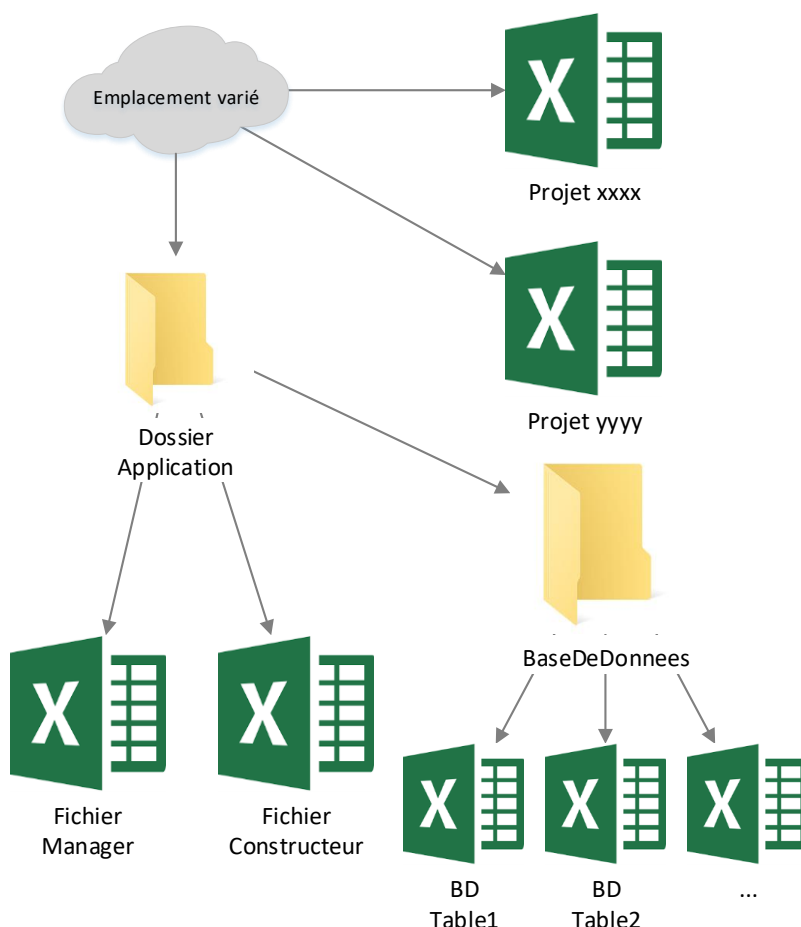 Emplacement varié
Projet xxxx
Projet yyyy
Dossier
Application
BaseDeDonnees
Fichier
Manager
Fichier
Constructeur
BD
Table1
BD
Table2
...